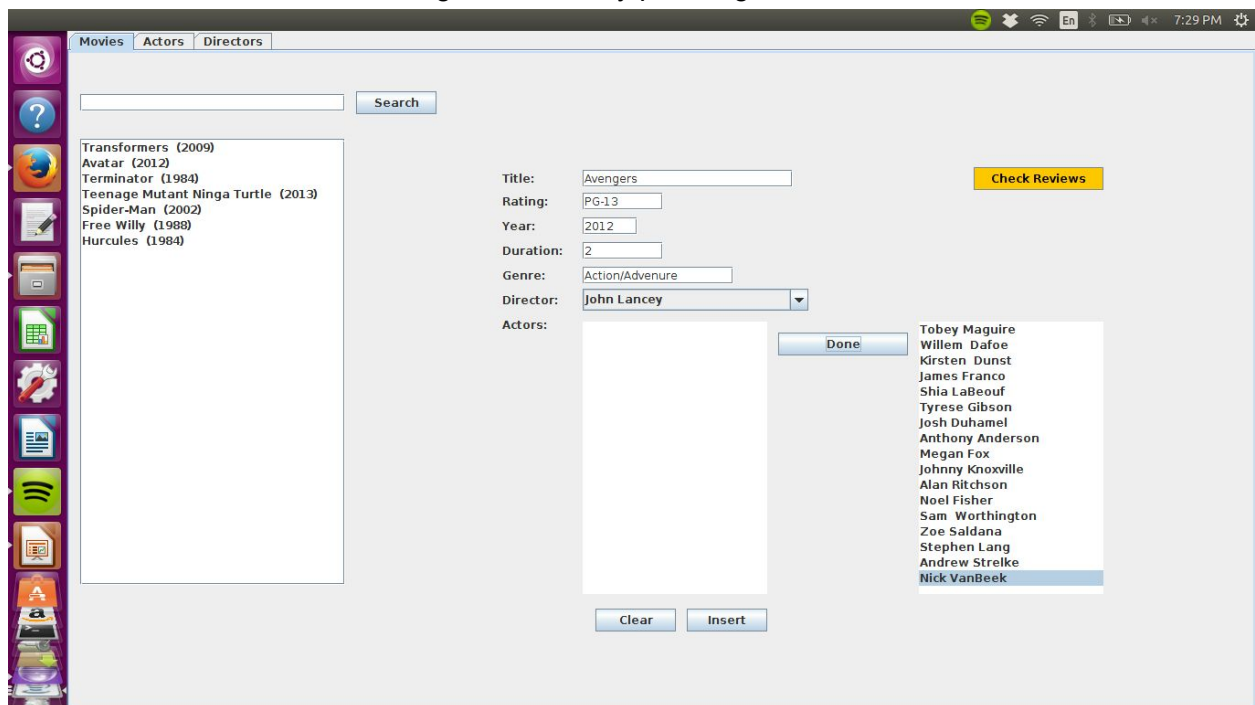 En 7:29 PM
Movies Actors Directors
Search
Transformers (2009)
Avatar (2012)
Terminator (1984)
Teenage Mutant Ninga Turtle (2013)
Spider-Man (2002)
Free Willy (1988)
Hurcules (1984)
Title: Avengers
Check Reviews
Rating: PG-13
Year: 2012
Duration: 2
Genre: Action/Advenure
Director: John Lancey
Actors:
Done
Tobey Maguire
Willem Dafoe
Kirsten Dunst
James Franco
Shia LaBeouf
Tyrese Gibson
Josh Duhamel
Anthony Anderson
Megan Fox
Johnny Knoxville
Alan Ritchson
Noel Fisher
Sam Worthington
Zoe Saldana
Stephen Lang
Andrew Strelke
Nick VanBeek
Clear Insert